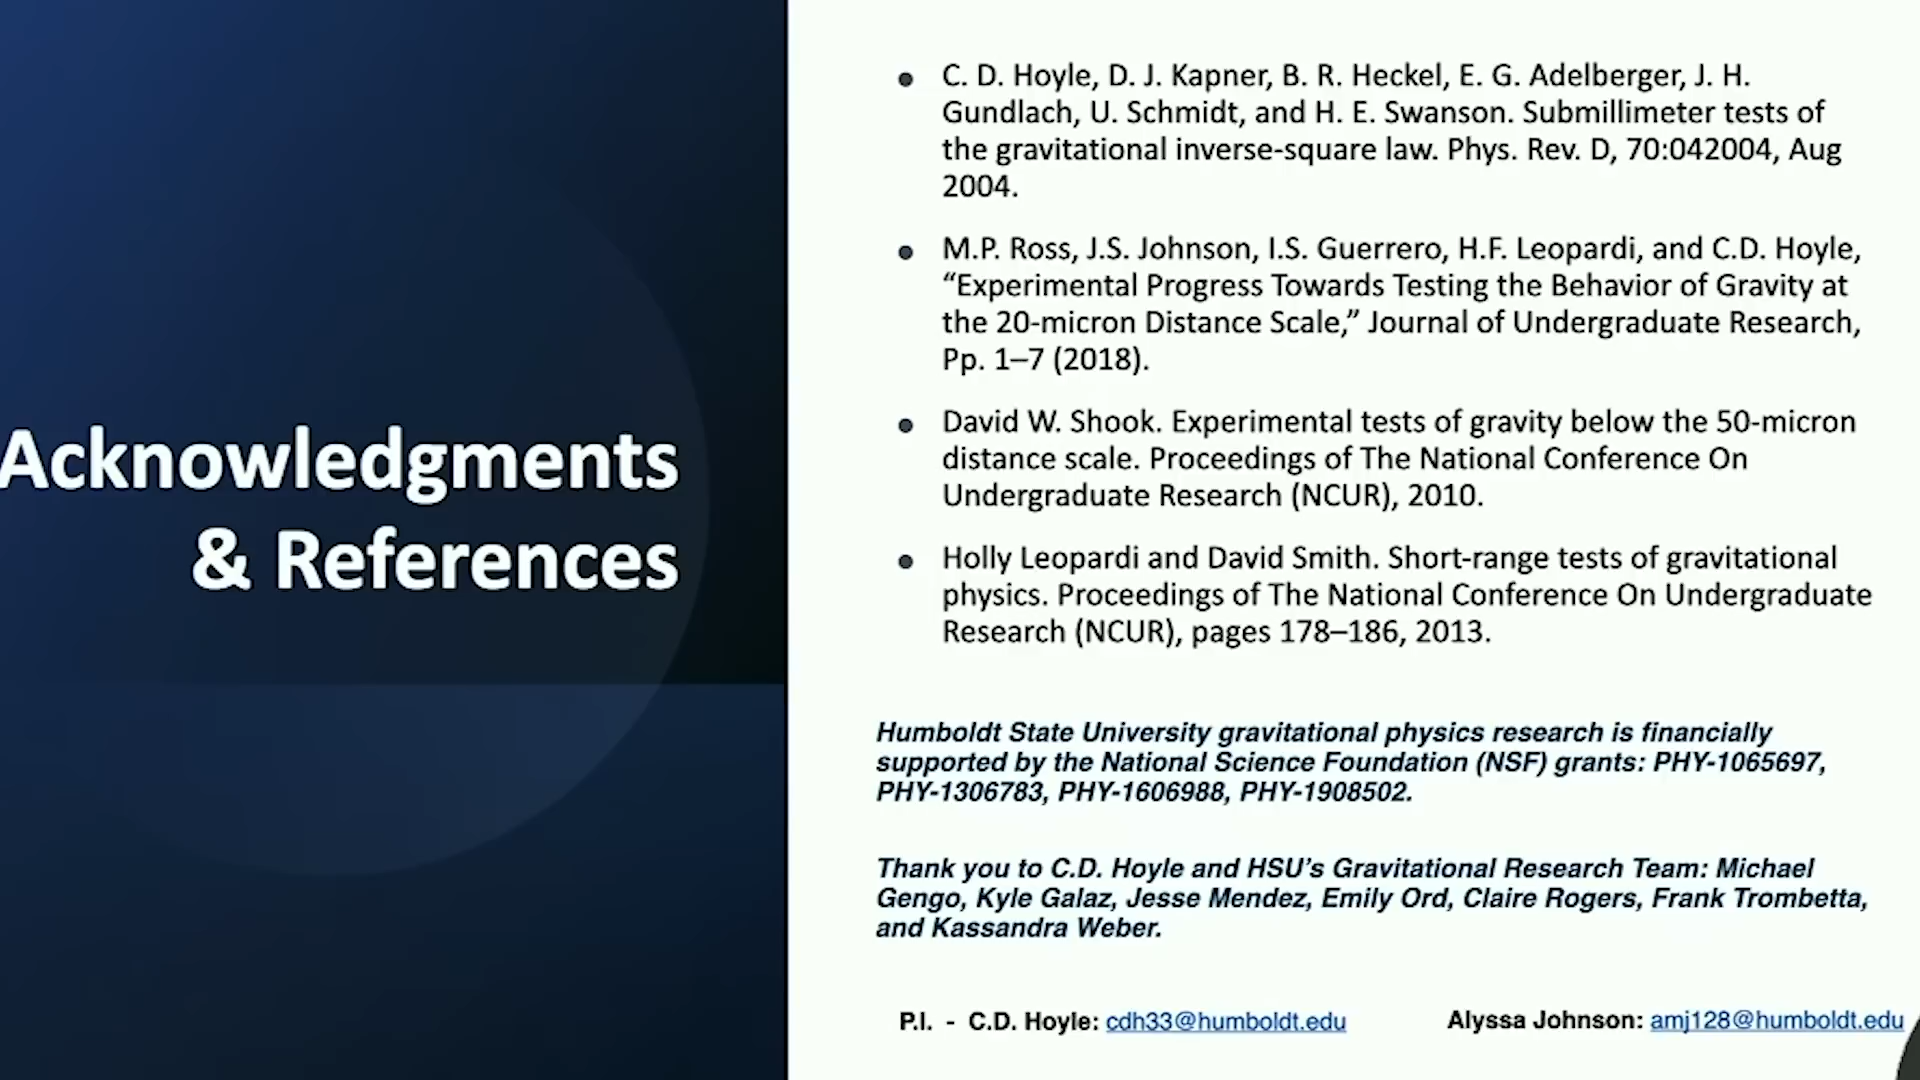 Acknowledgments
& References
● C. D. Hoyle, D. J. Kapner, B. R. Heckel, E. G. Adelberger, J. H.
Gundlach, U. Schmidt, and H. E. Swanson. Submillimeter tests of
the gravitational inverse-square law. Phys. Rev. D, 70:042004, Aug
2004.
● M.P. Ross, J.S. Johnson, I.S. Guerrero, H.F. Leopardi, and C.D. Hoyle,
“Experimental Progress Towards Testing the Behavior of Gravity at
the 20-micron Distance Scale,” Journal of Undergraduate Research,
Pp. 1–7 (2018).
● David W. Shook. Experimental tests of gravity below the 50-micron
distance scale. Proceedings of The National Conference On
Undergraduate Research (NCUR), 2010.
● Holly Leopardi and David Smith. Short-range tests of gravitational
physics. Proceedings of The National Conference On Undergraduate
Research (NCUR), pages 178–186, 2013.
Humboldt State University gravitational physics research is financially
supported by the National Science Foundation (NSF) grants: PHY-1065697,
PHY-1306783, PHY-1606988, PHY-1908502.
Thank you to C.D. Hoyle and HSU’s Gravitational Research Team: Michael
Gengo, Kyle Galaz, Jesse Mendez, Emily Ord, Claire Rogers, Frank Trombetta,
and Kassandra Weber.
P.I. - C.D. Hoyle: cdh33@humboldt.edu
Alyssa Johnson: amj128@humboldt.edu